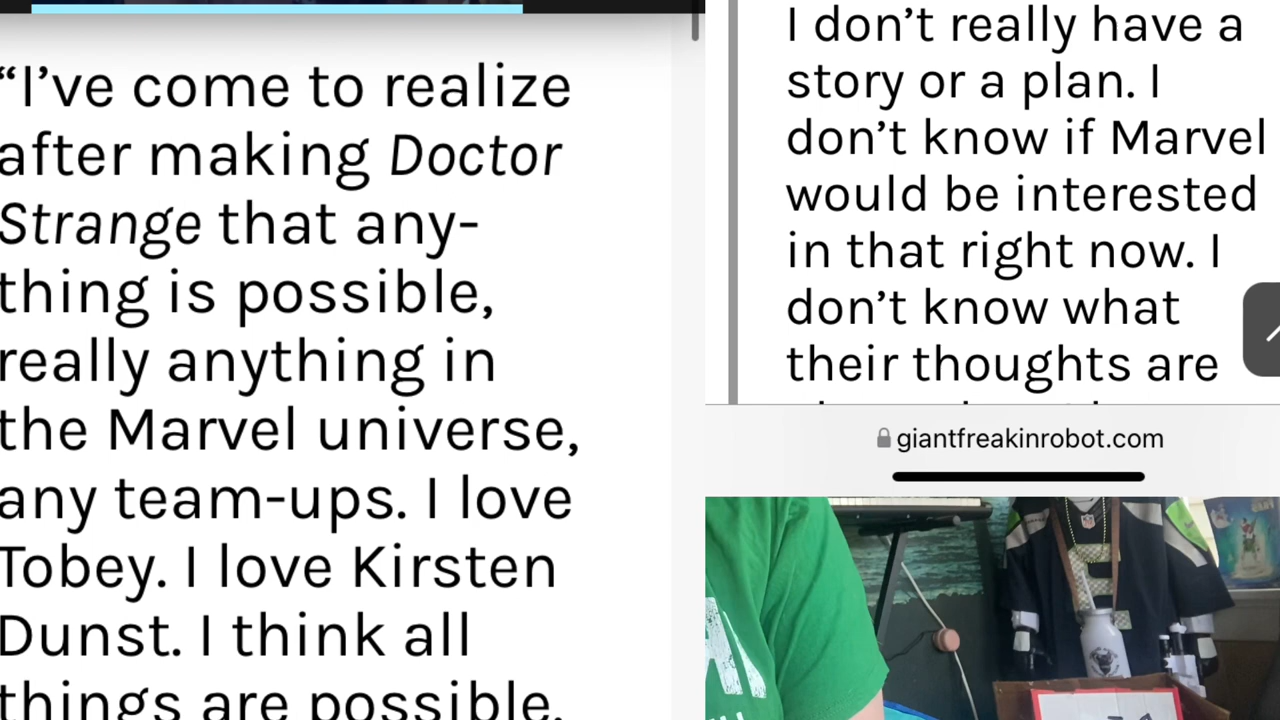 “I’ve come to realize
after making Doctor
Strange that any-
thing is possible,
really anything in
the Marvel universe,
any team-ups. I love
Tobey. I love Kirsten
Dunst. I think all
things are possible.
I don’t really have a
story or a plan. I
don’t know if Marvel
would be interested
in that right now. I
don’t know what
their thoughts are
giantfreakinrobot.com